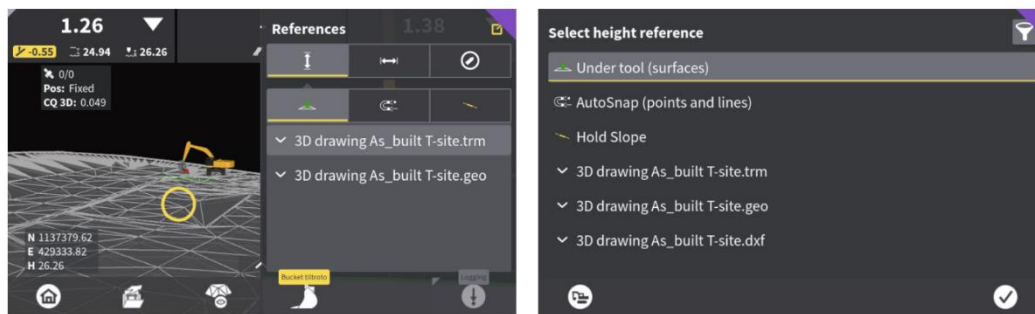 1.26
-0.55 24.94 26.26
0/0
Pos: Fixed
CQ 3D: 0.049
N 1137379.62
E 429333.82
H 26.26
References
1.38
3D drawing As_built T-site.trm
3D drawing As_built T-site.geo
Bucket tiltroto
Logging
Select height reference
Under tool (surfaces)
AutoSnap (points and lines)
Hold Slope
3D drawing As_built T-site.trm
3D drawing As_built T-site.geo
3D drawing As_built T-site.dxf